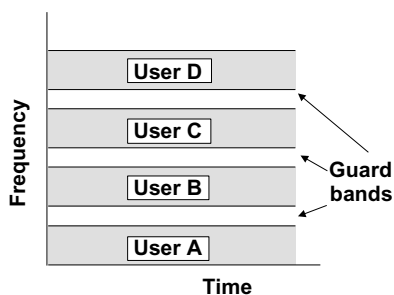 User D
User C
User B
User A
Frequency
Time
Guard
bands